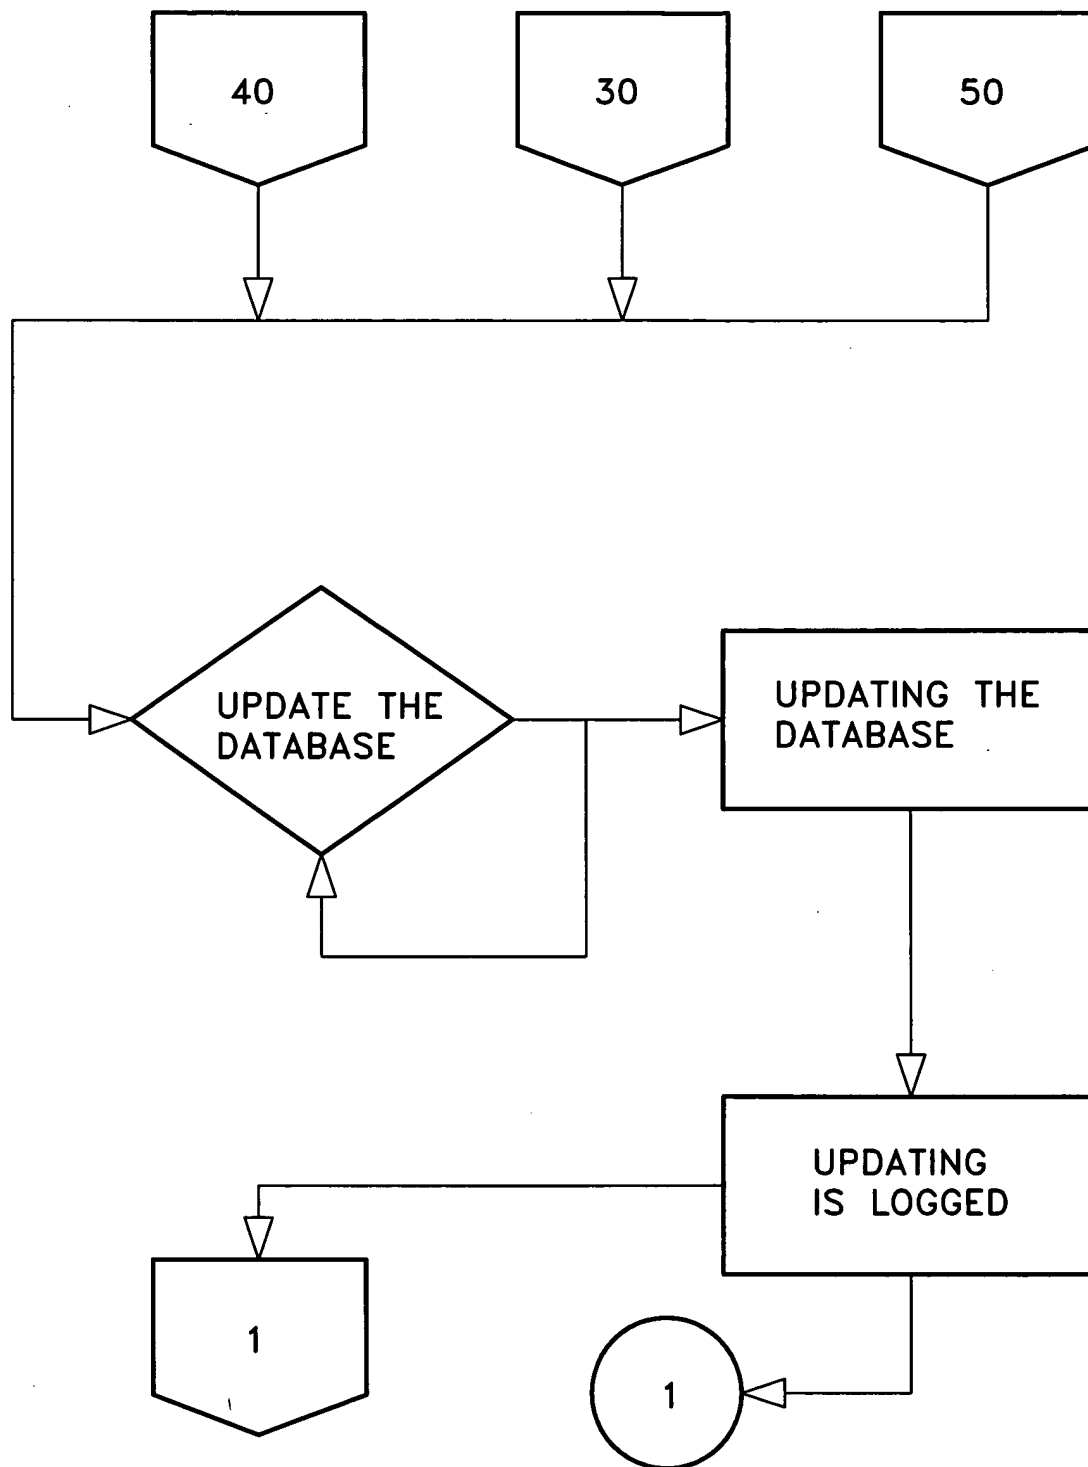 40
30
50
UPDATE THE
DATABASE
UPDATING THE
DATABASE
UPDATING
IS LOGGED
1
1